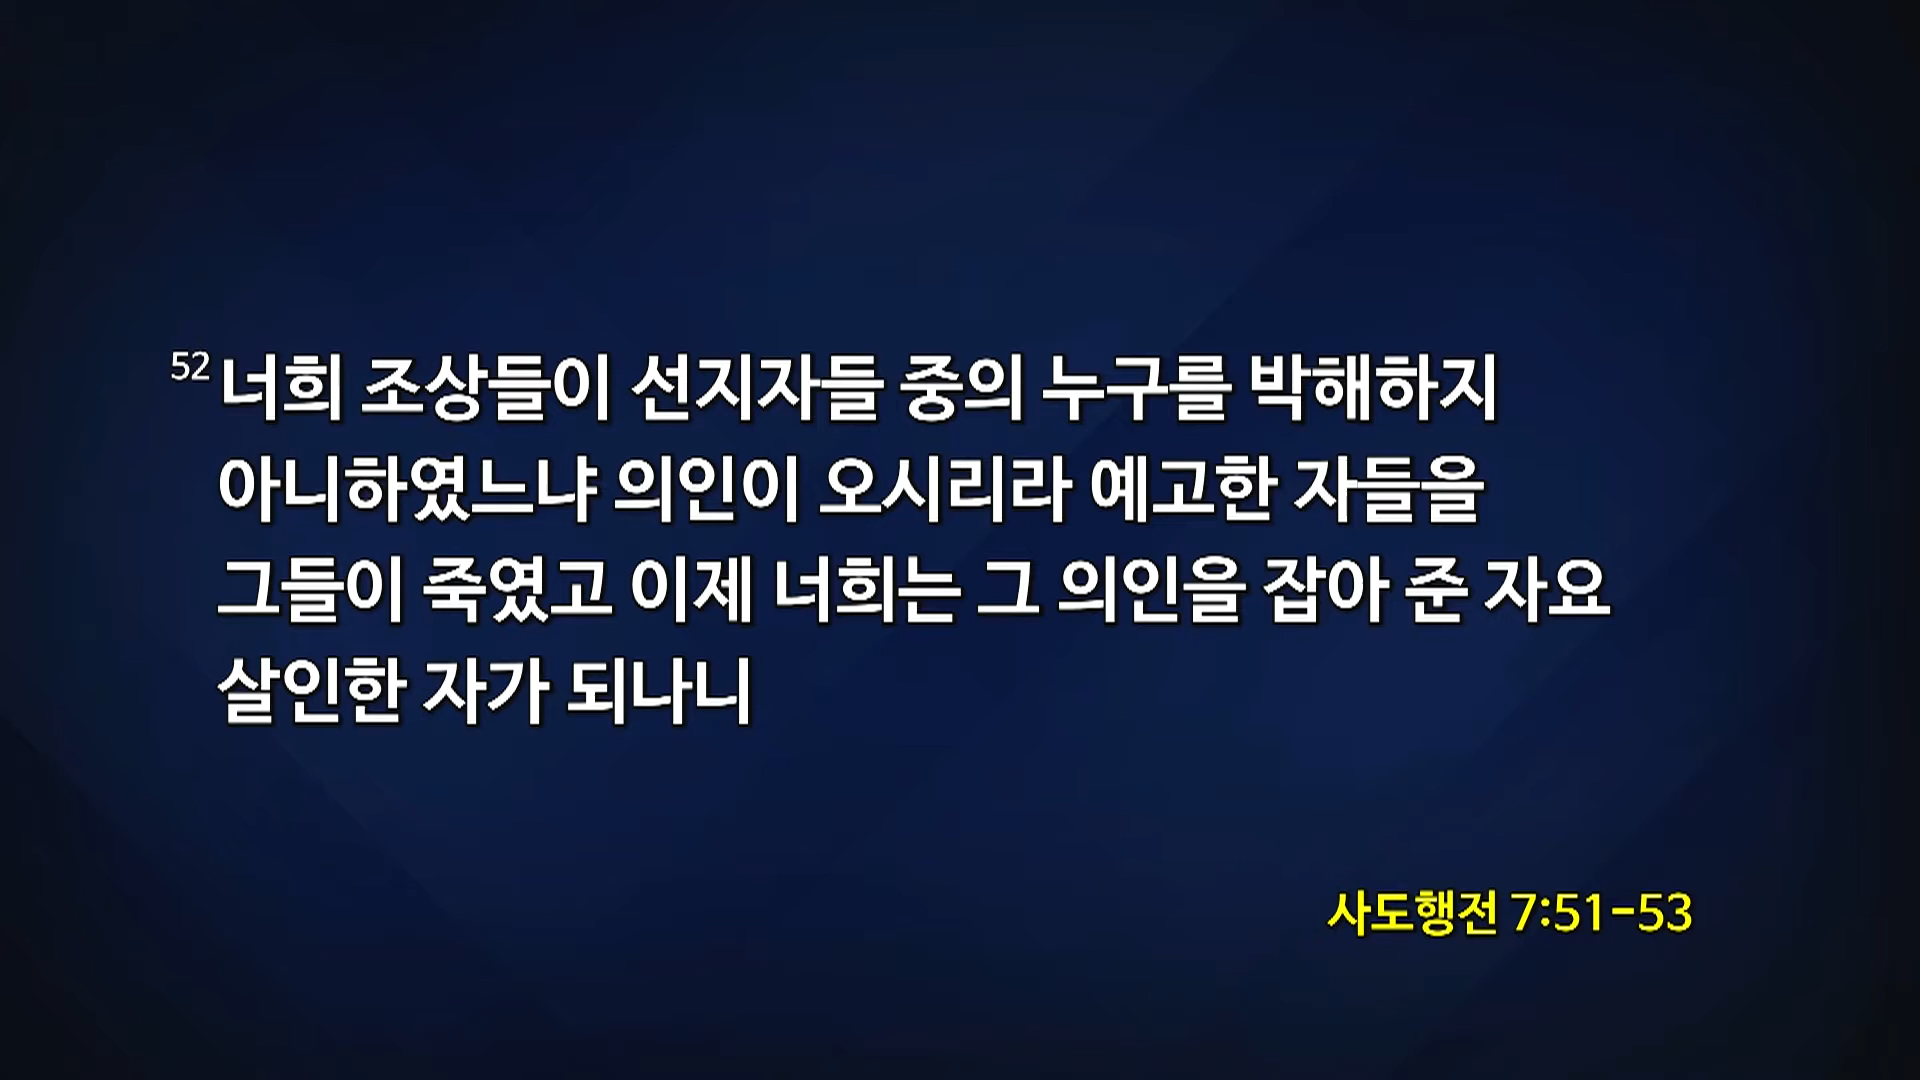 52 너희 조상들이 선지자들 중의 누구를 박해하지
아니하였느냐 의인이 오시리라 예고한 자들을
그들이 죽였고 이제 너희는 그 의인을 잡아 준 자요
살인한 자가 되나니
사도행전 7:51-53